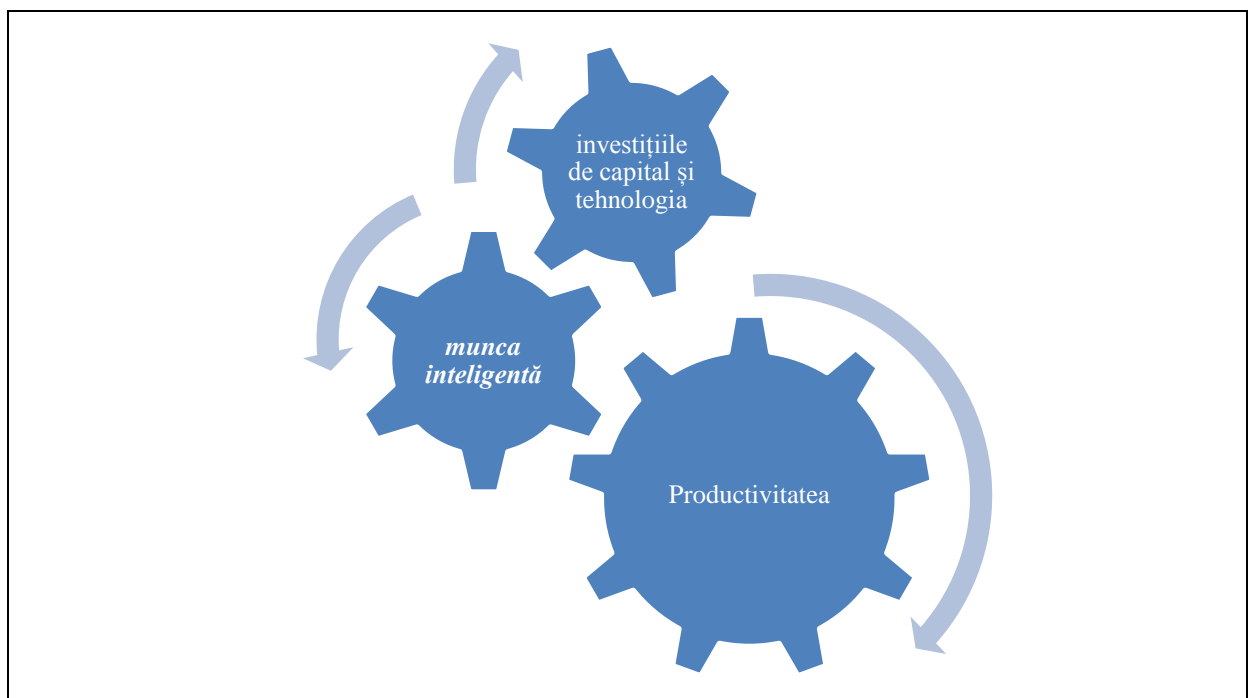 investițiile
de capital și
tehnologia
munca
inteligentă
Productivitatea